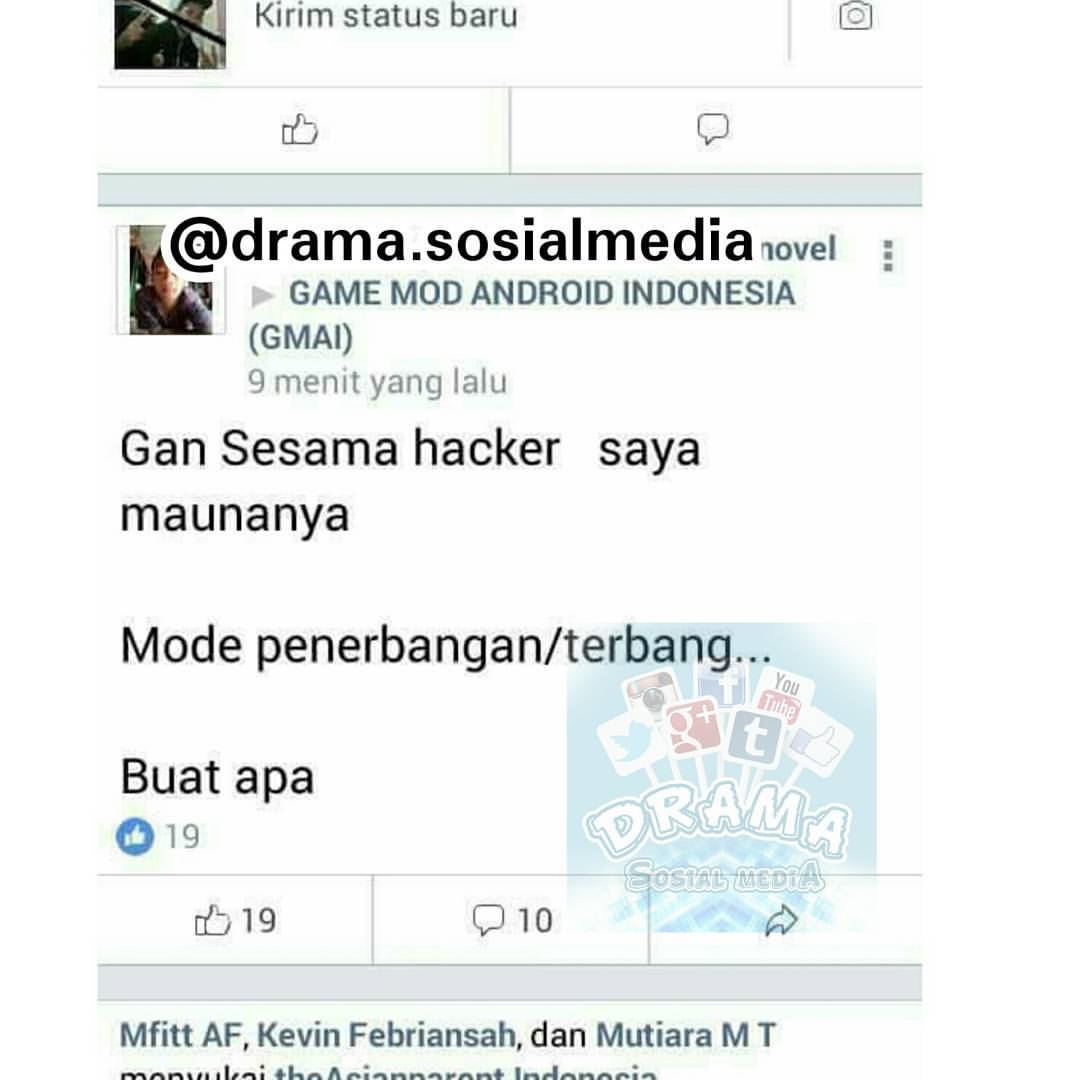 Kirim status baru
@drama.sosialmedia novel
GAME MOD ANDROID INDONESIA
(GMAI)
9 menit yang lalu
Gan Sesama hacker saya
maunanya
Mode penerbangan/terbang...
Buat apa
You
Tube
f
g+
t
DRAMA
SOSIAL MEDIA
19
19
10
Mfitt AF, Kevin Febriansah, dan Mutiara M T
menyukai theAsianparent Indonesia